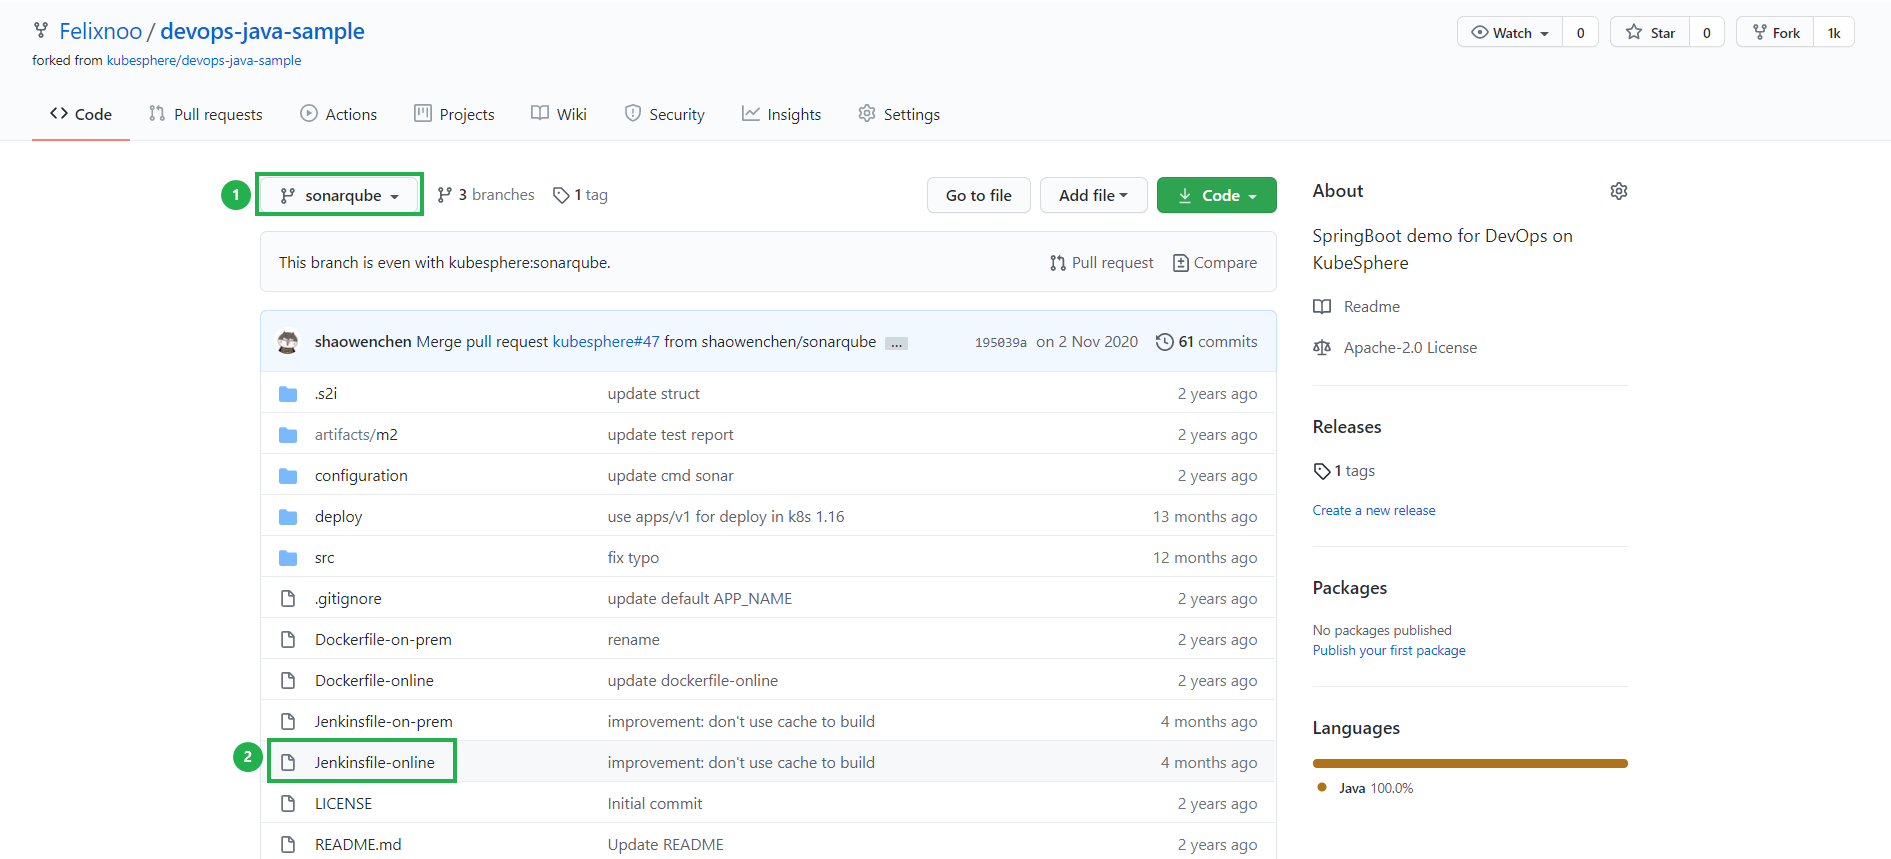 Felixnoo / devops-java-sample
forked from kubesphere/devops-java-sample
Watch 0 Star 0 Fork 1k
Code Pull requests Actions Projects Wiki Security Insights Settings
1 sonarqube 3 branches 1 tag Go to file Add file Code
This branch is even with kubesphere:sonarqube. Pull request Compare
shaowenchen Merge pull request kubesphere#47 from shaowenchen/sonarqube ... 195039a on 2 Nov 2020 61 commits
.s2i update struct 2 years ago
artifacts/m2 update test report 2 years ago
configuration update cmd sonar 2 years ago
deploy use apps/v1 for deploy in k8s 1.16 13 months ago
src fix typo 12 months ago
.gitignore update default APP_NAME 2 years ago
Dockerfile-on-prem rename 2 years ago
Dockerfile-online update dockerfile-online 2 years ago
Jenkinsfile-on-prem improvement: don't use cache to build 4 months ago
2 Jenkinsfile-online improvement: don't use cache to build 4 months ago
LICENSE Initial commit 2 years ago
README.md Update README 2 years ago
About
SpringBoot demo for DevOps on
KubeSphere
Readme
Apache-2.0 License
Releases
1 tags
Create a new release
Packages
No packages published
Publish your first package
Languages
Java 100.0%